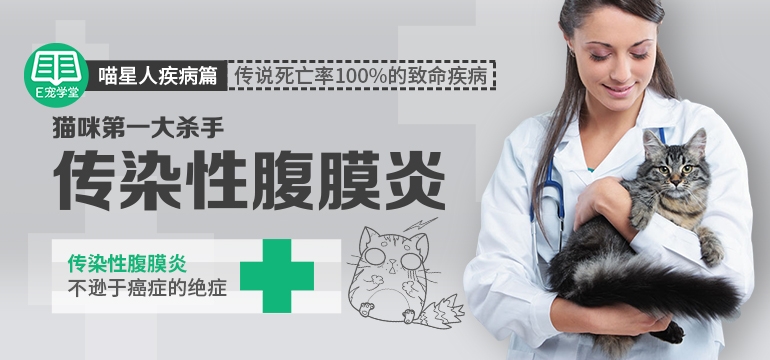 E宠学堂
喵星人疾病篇
传说死亡率100%的致命疾病
猫咪第一大杀手
传染性腹膜炎
传染性腹膜炎
不逊于癌症的绝症